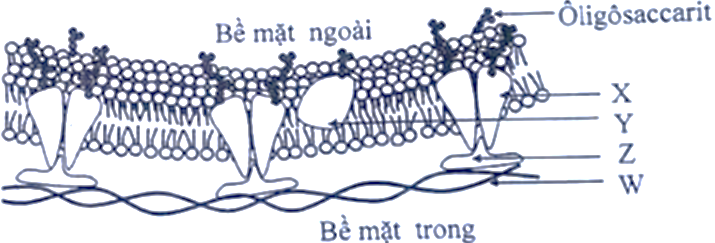 Bề mặt ngoài
Ôligôsaccarit
X
Y
Z
W
Bề mặt trong